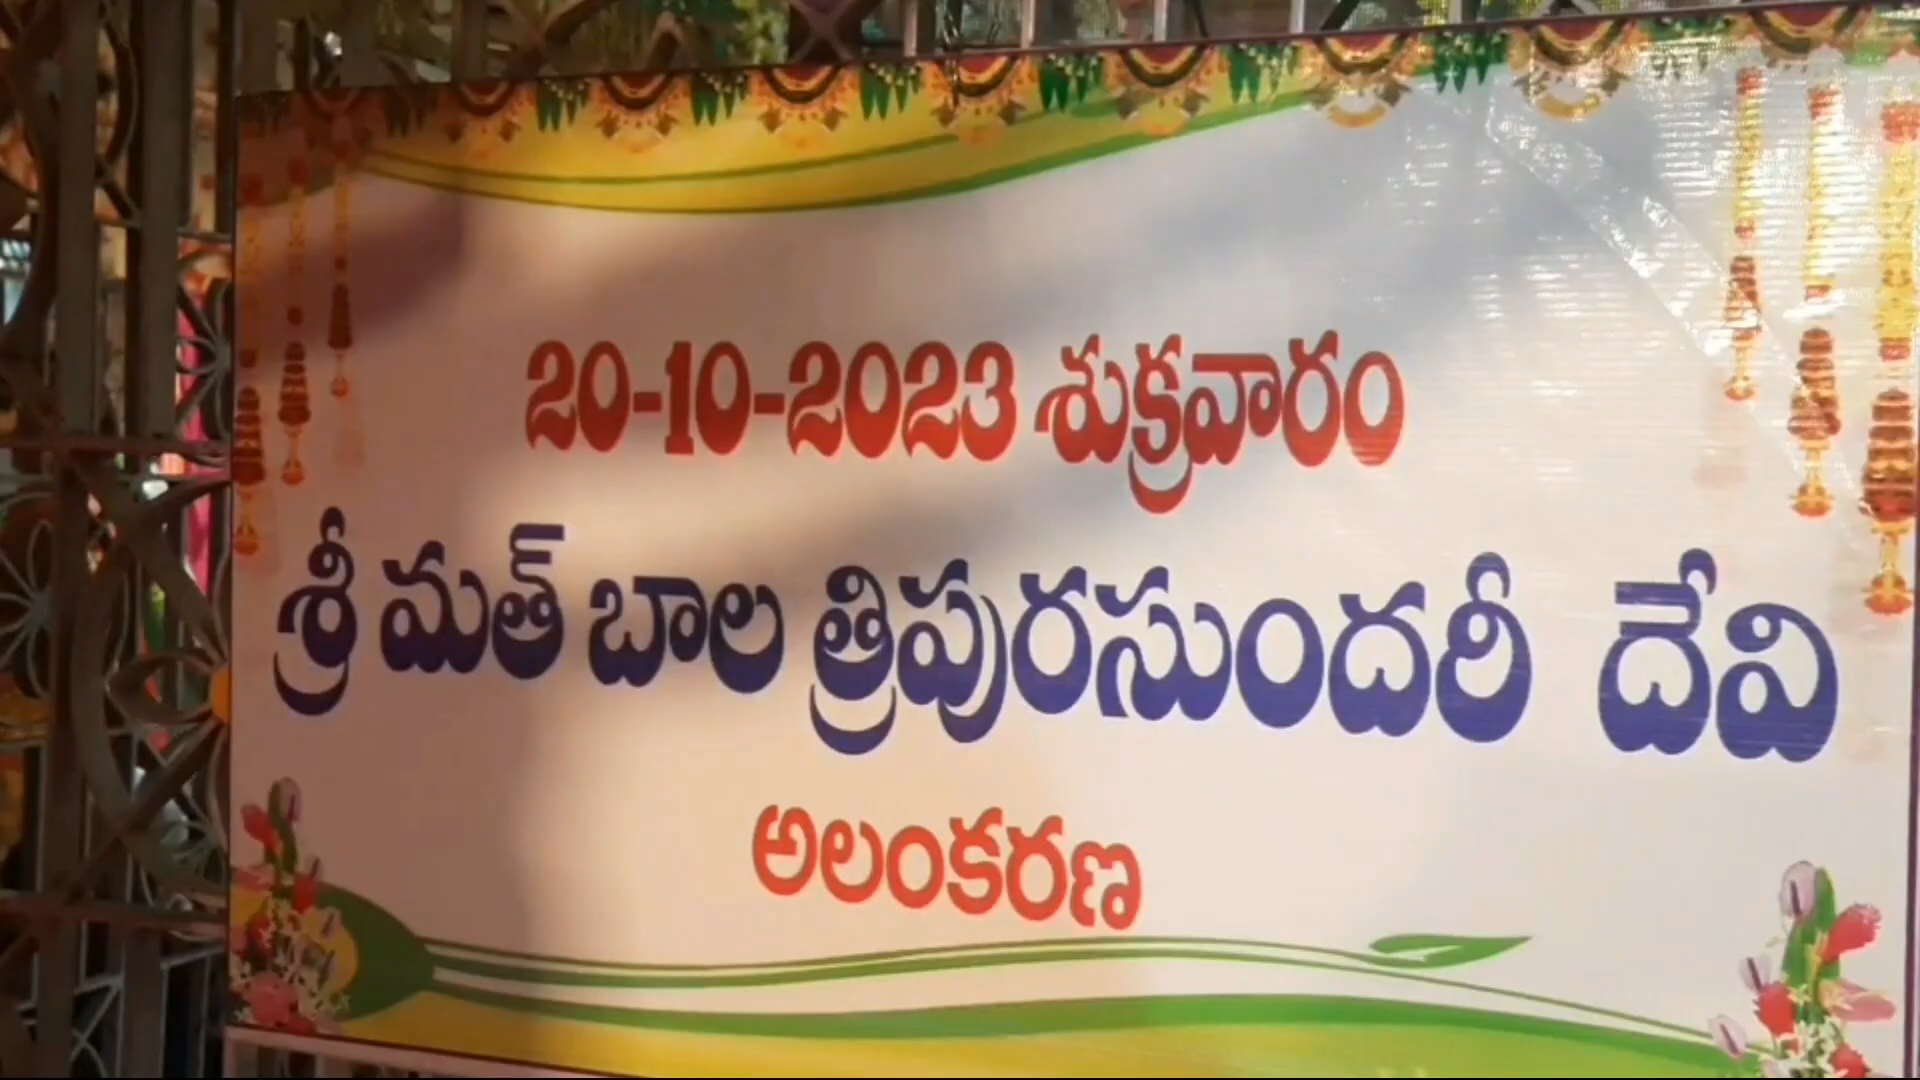 20-10-2023 శుక్రవారం
శ్రీ మత్ బాల త్రిపురసుందరీ దేవి
అలంకరణ